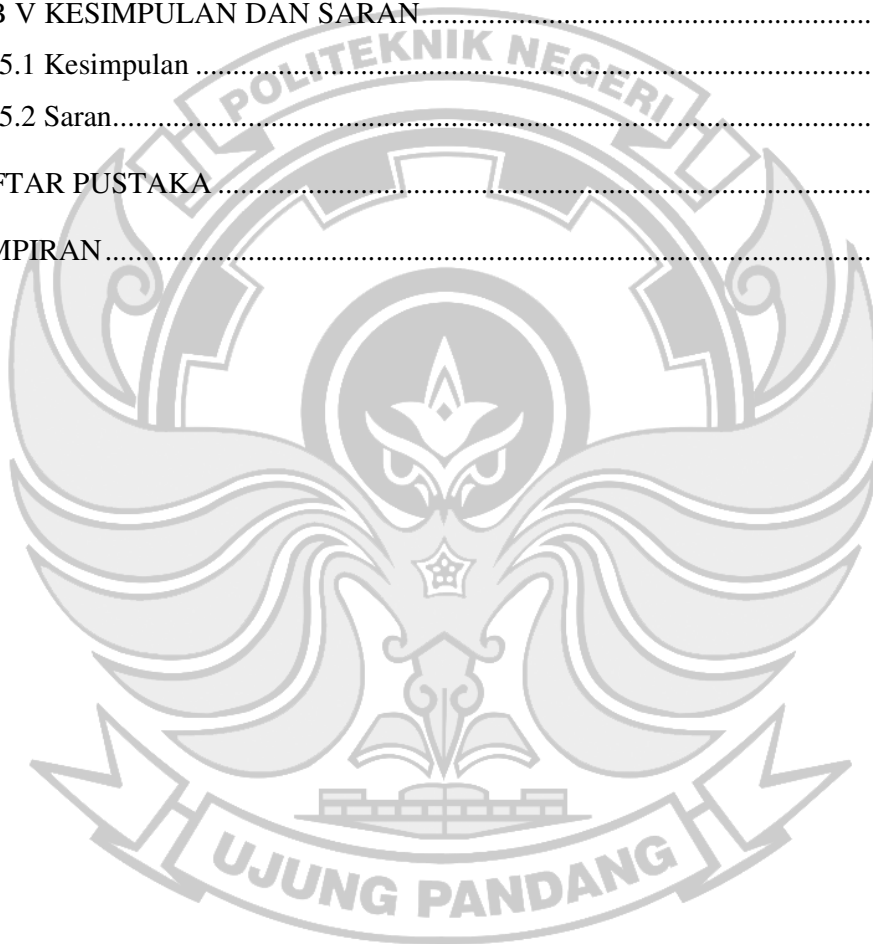 B V KESIMPULAN DAN SARAN........................................................
5.1 Kesimpulan ........................................................................................
5.2 Saran....................................................................................................
FTAR PUSTAKA .....................................................................................
MPIRAN....................................................................................................
POLITEKNIK NEGERI
UJUNG PANDANG